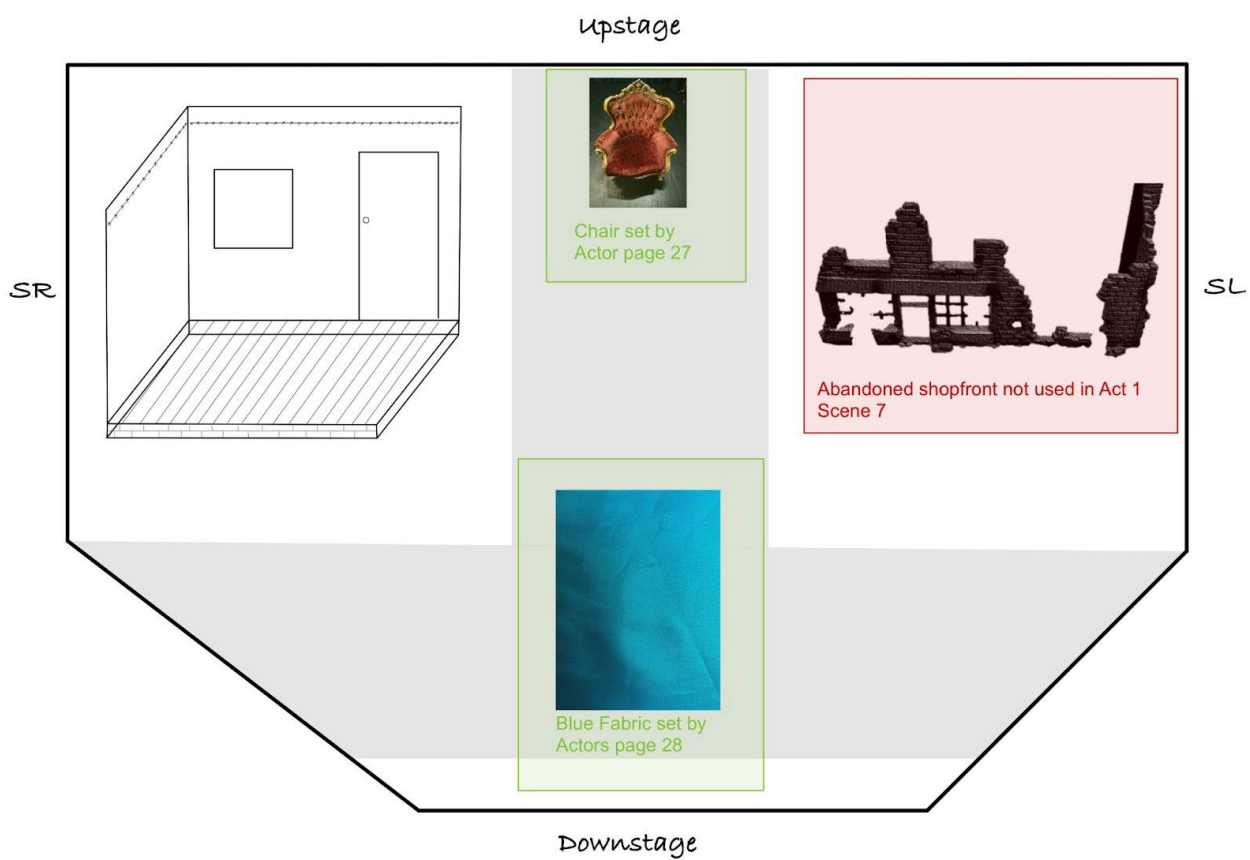 Upstage
Chair set by
Actor page 27
SR
SL
Abandoned shopfront not used in Act 1
Scene 7
Blue Fabric set by
Actors page 28
Downstage